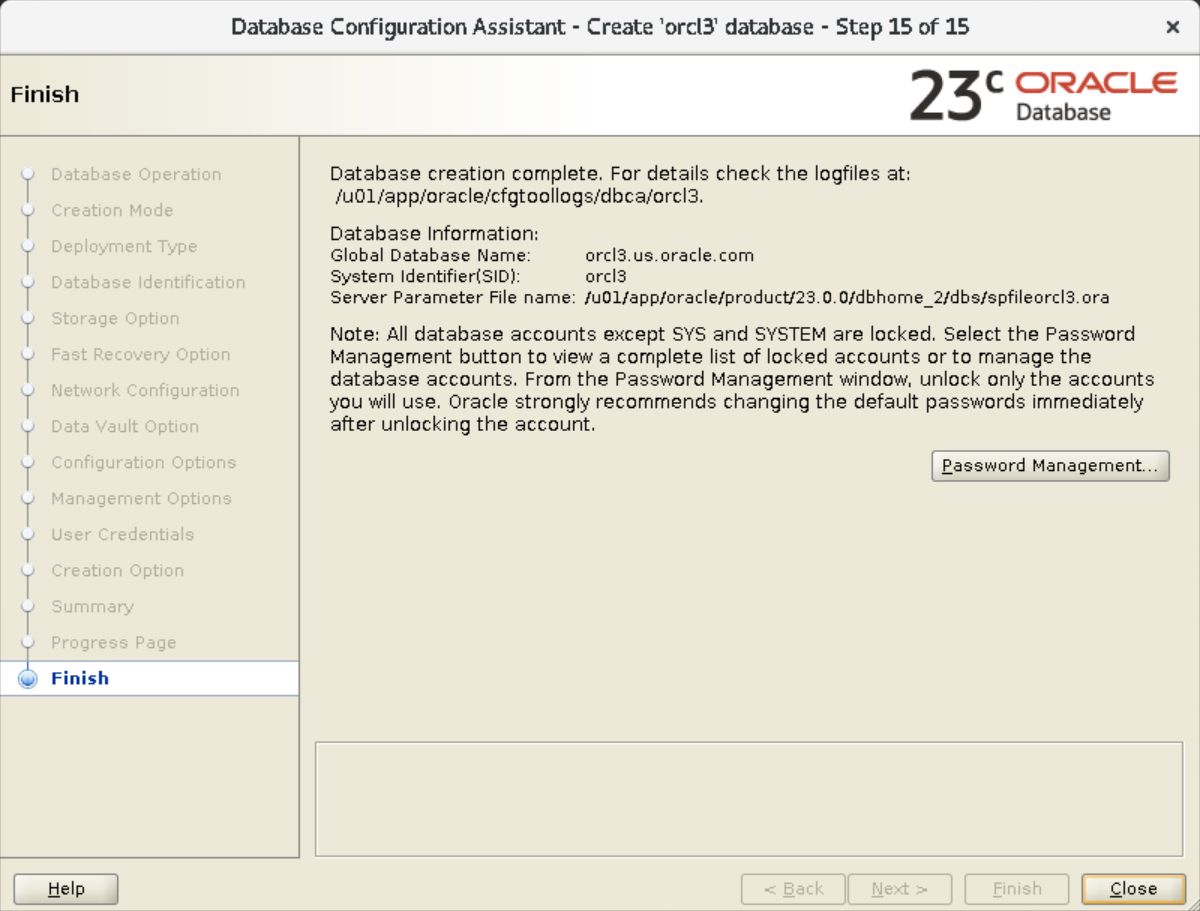 Database Configuration Assistant - Create 'orcl3' database - Step 15 of 15
Finish
23c ORACLE
Database
Database Operation
Creation Mode
Deployment Type
Database Identification
Storage Option
Fast Recovery Option
Network Configuration
Data Vault Option
Configuration Options
Management Options
User Credentials
Creation Option
Summary
Progress Page
Finish
Database creation complete. For details check the logfiles at:
/u01/app/oracle/cfgtoollogs/dbca/orcl3.
Database Information:
Global Database Name: orcl3.us.oracle.com
System Identifier(SID): orcl3
Server Parameter File name: /u01/app/oracle/product/23.0.0/dbhome_2/dbs/spfileorcl3.ora
Note: All database accounts except SYS and SYSTEM are locked. Select the Password
Management button to view a complete list of locked accounts or to manage the
database accounts. From the Password Management window, unlock only the accounts
you will use. Oracle strongly recommends changing the default passwords immediately
after unlocking the account.
Password Management...
Help
< Back
Next >
Finish
Close